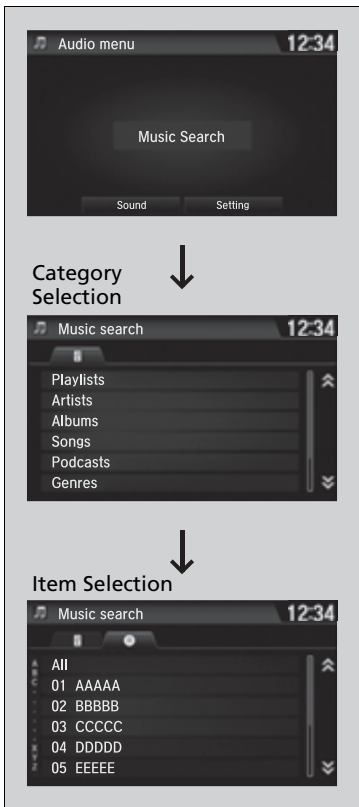 Audio menu 12:34
Music Search
Sound Setting
Category
Selection
Music search 12:34
Playlists
Artists
Albums
Songs
Podcasts
Genres
Item Selection
Music search 12:34
A
B
C
All
01 AAAAA
02 BBBBB
03 CCCCC
04 DDDDD
05 EEEEE
X
Y
Z